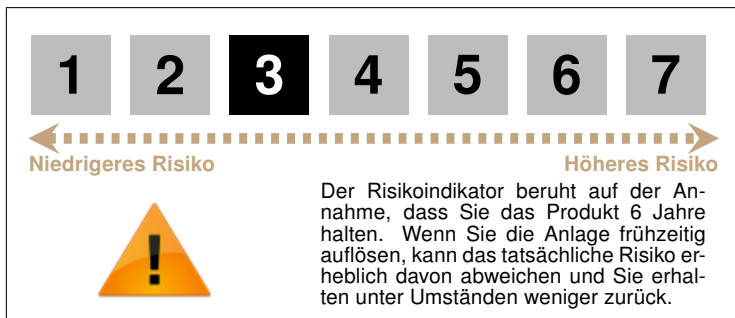 1 2 3 4 5 6 7
Niedrigeres Risiko Höheres Risiko
Der Risikoindikator beruht auf der An-
nahme, dass Sie das Produkt 6 Jahre
halten. Wenn Sie die Anlage frühzeitig
auflösen, kann das tatsächliche Risiko er-
heblich davon abweichen und Sie erhal-
ten unter Umständen weniger zurück.